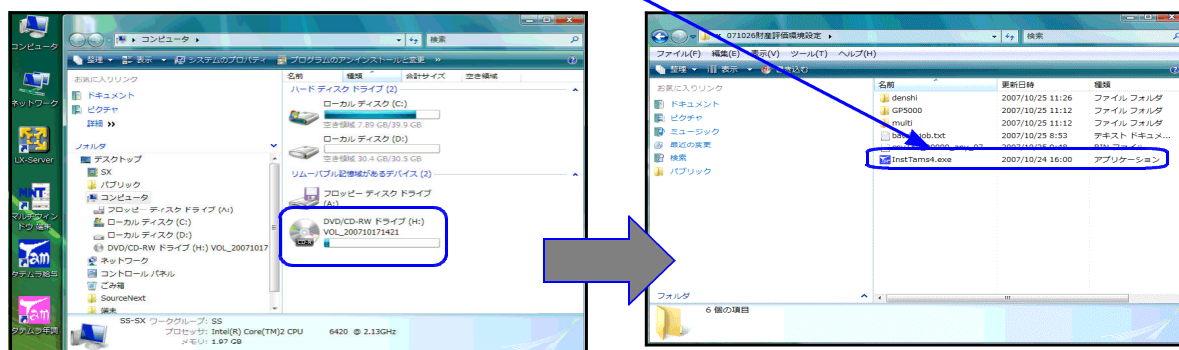 コンピュータ
ネットワーク
LX-Server
マルチウィンドウ端末
タテムラ給与
タテムラ年調
コンピュータ
検索
整理
表示
システムのプロパティ
プログラムのアンインストールと変更
お気に入りリンク
ドキュメント
ピクチャ
詳細
フォルダ
デスクトップ
SX
パブリック
コンピュータ
フロッピー ディスク ドライブ (A:)
ローカル ディスク (C:)
ローカル ディスク (D:)
DVD/CD-RW ドライブ (H:) VOL_20071017
ネットワーク
コントロール パネル
ごみ箱
SourceNext
端末
名前 種類 合計サイズ 空き領域
ハード ディスク ドライブ (2)
ローカル ディスク (C:)
空き領域 7.89 GB/39.9 GB
ローカル ディスク (D:)
空き領域 30.4 GB/30.5 GB
リムーバブル記憶域があるデバイス (2)
フロッピー ディスク ドライブ
(A:)
DVD/CD-RW ドライブ (H:)
VOL_200710171421
SS-SX ワークグループ: SS
プロセッサ: Intel(R) Core(TM)2 CPU 6420 @ 2.13GHz
メモリ: 1.97 GB
071026財産評価環境設定
検索
ファイル(F) 編集(E) 表示(V) ツール(T) ヘルプ(H)
整理 表示 書き込む
お気に入りリンク
ドキュメント
ピクチャ
ミュージック
最近の変更
検索
パブリック
フォルダ
名前 更新日時 種類
denshi 2007/10/25 11:26 ファイル フォルダ
GP5000 2007/10/25 11:12 ファイル フォルダ
multi 2007/10/25 11:12 ファイル フォルダ
2007/10/25 8:53 テキスト ドキュメ...
InstTams4.exe 2007/10/24 16:00 アプリケーション
6 個の項目